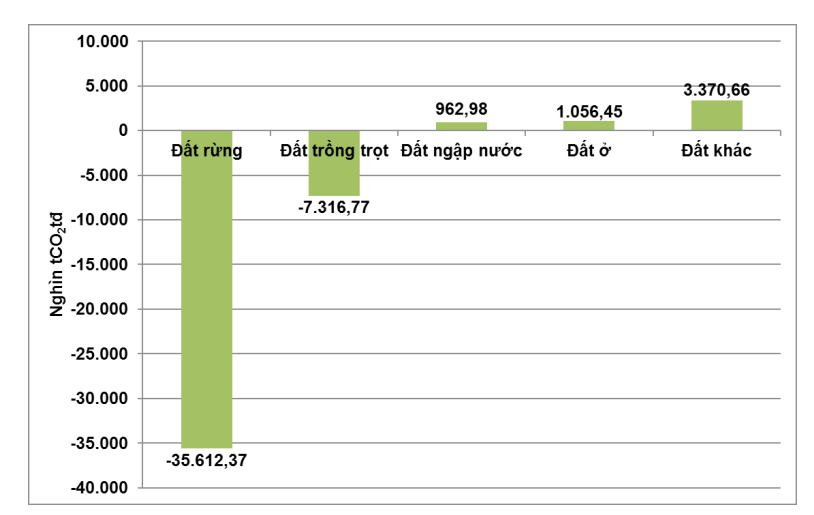 10.000
5.000
0
-5.000
-10.000
-15.000
-20.000
-25.000
-30.000
-35.000
-40.000
Nghìn tCO₂tđ
Đất rừng
Đất trồng trọt
Đất ngập nước
Đất ở
Đất khác
-35.612,37
-7.316,77
962,98
1.056,45
3.370,66